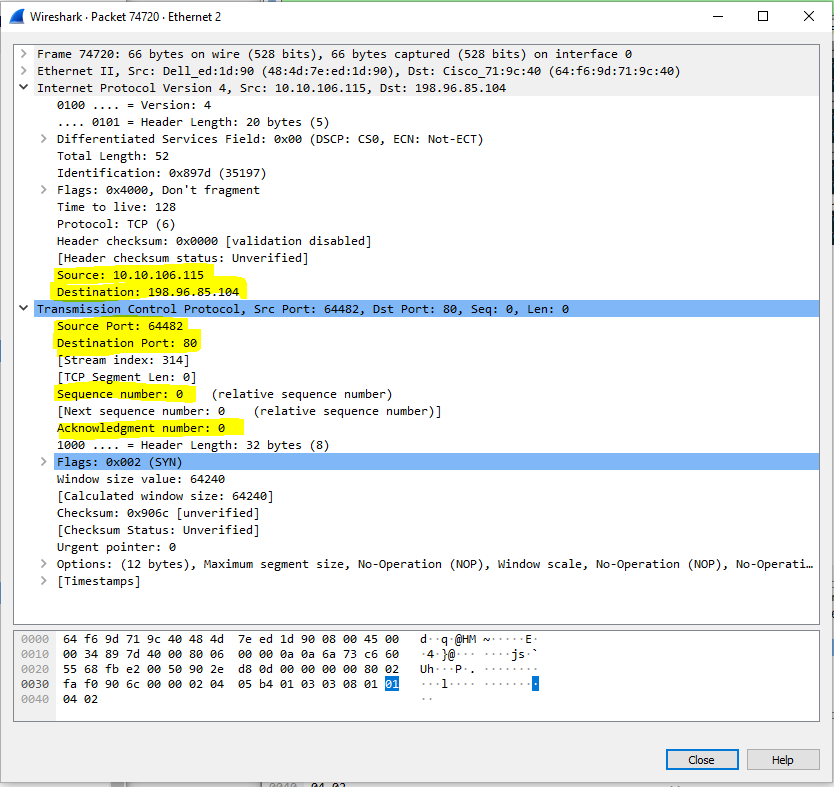 Wireshark · Packet 74720 · Ethernet 2
Frame 74720: 66 bytes on wire (528 bits), 66 bytes captured (528 bits) on interface 0
Ethernet II, Src: Dell_ed:1d:90 (48:4d:7e:ed:1d:90), Dst: Cisco_71:9c:40 (64:f6:9d:71:9c:40)
Internet Protocol Version 4, Src: 10.10.106.115, Dst: 198.96.85.104
0100 .... = Version: 4
.... 0101 = Header Length: 20 bytes (5)
Differentiated Services Field: 0x00 (DSCP: CS0, ECN: Not-ECT)
Total Length: 52
Identification: 0x897d (35197)
Flags: 0x4000, Don't fragment
Time to live: 128
Protocol: TCP (6)
Header checksum: 0x0000 [validation disabled]
[Header checksum status: Unverified]
Source: 10.10.106.115
Destination: 198.96.85.104
Transmission Control Protocol, Src Port: 64482, Dst Port: 80, Seq: 0, Len: 0
Source Port: 64482
Destination Port: 80
[Stream index: 314]
[TCP Segment Len: 0]
Sequence number: 0 (relative sequence number)
[Next sequence number: 0 (relative sequence number)]
Acknowledgment number: 0
1000 .... = Header Length: 32 bytes (8)
Flags: 0x002 (SYN)
Window size value: 64240
[Calculated window size: 64240]
Checksum: 0x906c [unverified]
[Checksum Status: Unverified]
Urgent pointer: 0
Options: (12 bytes), Maximum segment size, No-Operation (NOP), Window scale, No-Operation (NOP), No-Operati…
[Timestamps]
0000 64 f6 9d 71 9c 40 48 4d 7e ed 1d 90 08 00 45 00 d··q·@HM ~·····E·
0010 00 34 89 7d 40 00 80 06 00 00 0a 0a 6a 73 c6 60 ·4·}@··· ····js·`
0020 55 68 fb e2 00 50 90 2e d8 0d 00 00 00 00 80 02 Uh···P·. ········
0030 fa f0 90 6c 00 00 02 04 05 b4 01 03 03 08 01 01 ···l···· ········
0040 04 02 ··
Close Help
0040 04 02